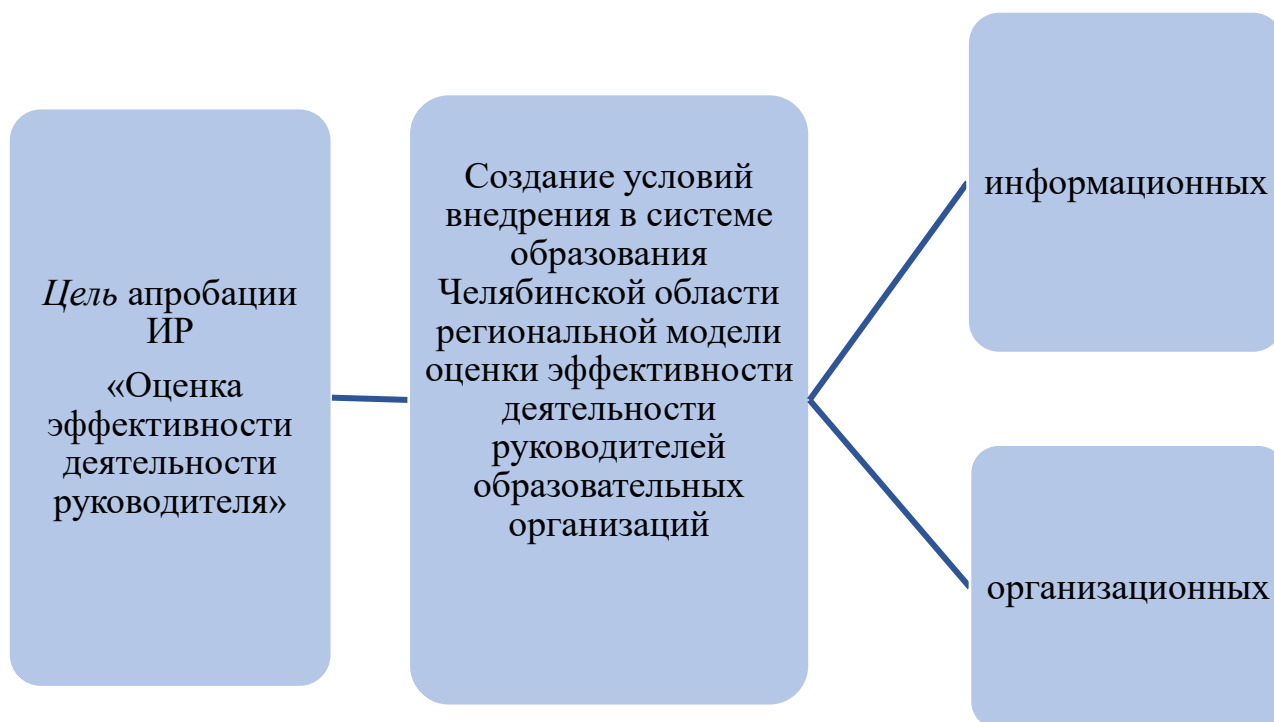 Цель апробации
ИР
«Оценка
эффективности
деятельности
руководителя»
Создание условий
внедрения в системе
образования
Челябинской области
региональной модели
оценки эффективности
деятельности
руководителей
образовательных
организаций
информационных
организационных